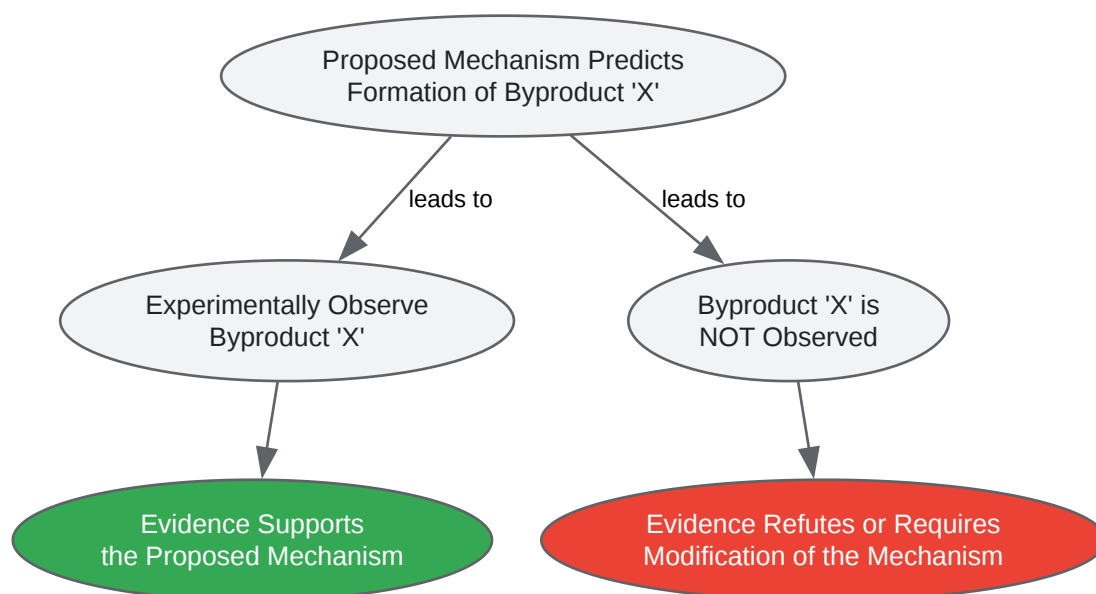 Proposed Mechanism Predicts
Formation of Byproduct 'X'
leads to
leads to
Experimentally Observe
Byproduct 'X'
Byproduct 'X' is
NOT Observed
Evidence Supports
the Proposed Mechanism
Evidence Refutes or Requires
Modification of the Mechanism